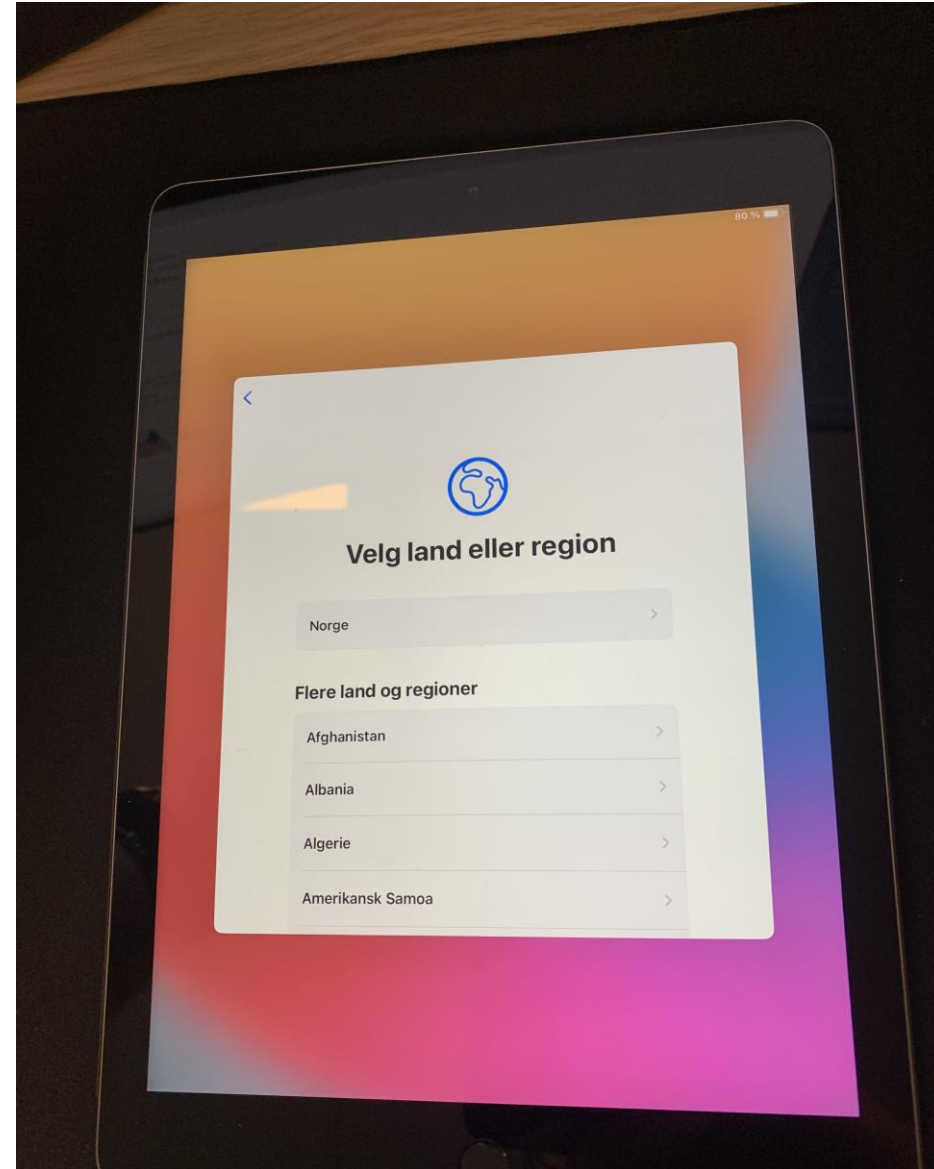 80 %
Velg land eller region
Norge
Flere land og regioner
Afghanistan
Albania
Algerie
Amerikansk Samoa